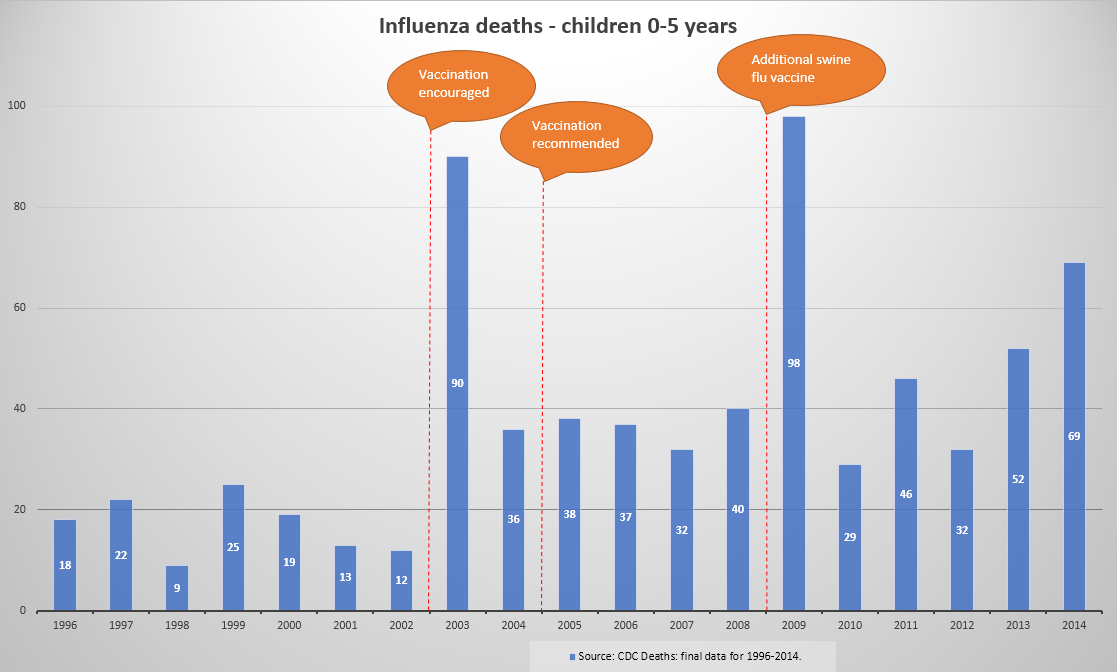 Influenza deaths - children 0-5 years
Vaccination
encouraged
Additional swine
flu vaccine
Vaccination
recommended
100
80
60
40
20
0
18
22
9
25
19
13
12
90
36
38
37
32
40
98
29
46
32
52
69
1996 1997 1998 1999 2000 2001 2002 2003 2004 2005 2006 2007 2008 2009 2010 2011 2012 2013 2014
Source: CDC Deaths: final data for 1996-2014.